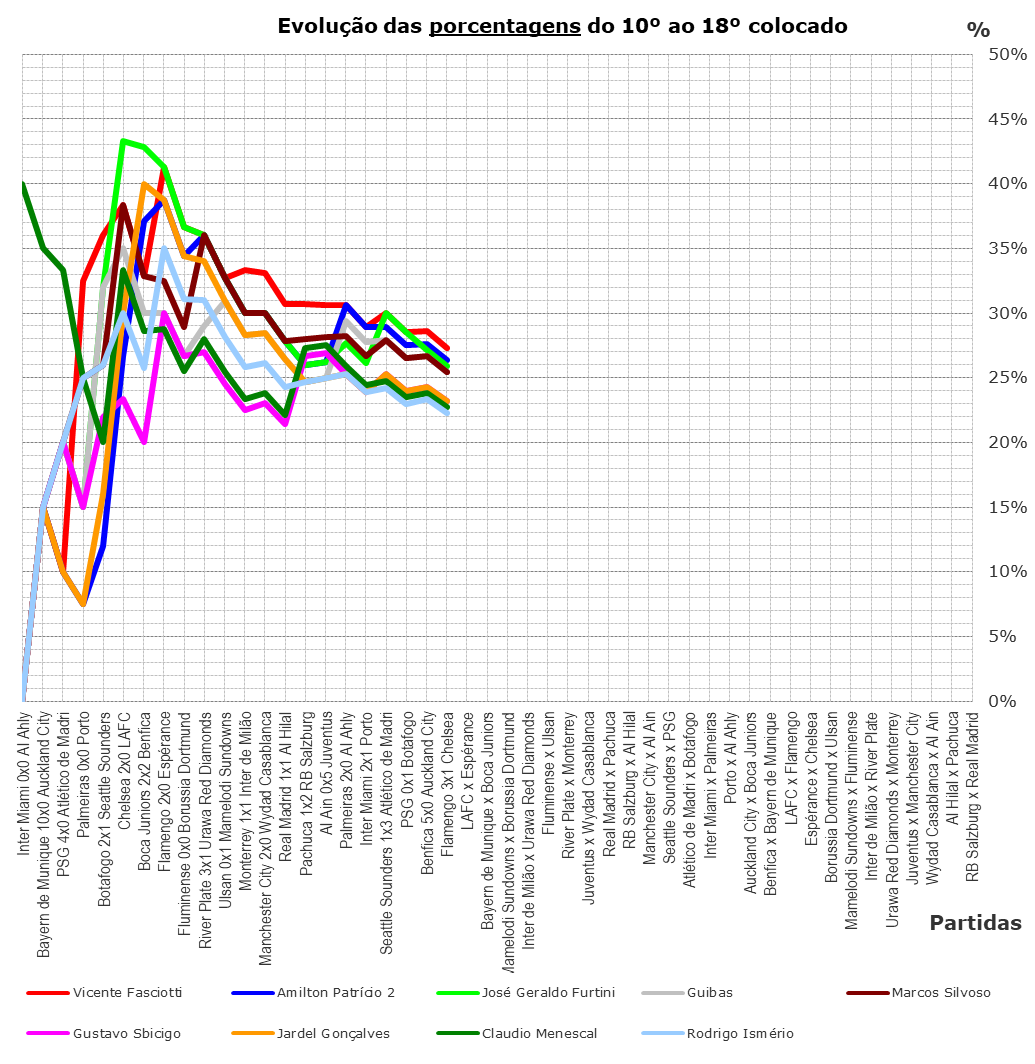 Evolução das porcentagens do 10º ao 18º colocado
%
50%
45%
40%
35%
30%
25%
20%
15%
10%
5%
0%
Inter Miami 0x0 Al Ahly
Bayern de Munique 10x0 Auckland City
PSG 4x0 Atlético de Madri
Palmeiras 0x0 Porto
Botafogo 2x1 Seattle Sounders
Chelsea 2x0 LAFC
Boca Juniors 2x2 Benfica
Flamengo 2x0 Espérance
Fluminense 0x0 Borussia Dortmund
River Plate 3x1 Urawa Red Diamonds
Ulsan 0x1 Mamelodi Sundowns
Monterrey 1x1 Inter de Milão
Manchester City 2x0 Wydad Casablanca
Real Madrid 1x1 Al Hilal
Pachuca 1x2 RB Salzburg
Al Ain 0x5 Juventus
Palmeiras 2x0 Al Ahly
Inter Miami 2x1 Porto
Seattle Sounders 1x3 Atlético de Madri
PSG 0x1 Botafogo
Benfica 5x0 Auckland City
Flamengo 3x1 Chelsea
LAFC x Espérance
Bayern de Munique x Boca Juniors
Mamelodi Sundowns x Borussia Dortmund
Inter de Milão x Urawa Red Diamonds
Fluminense x Ulsan
River Plate x Monterrey
Juventus x Wydad Casablanca
Real Madrid x Pachuca
RB Salzburg x Al Hilal
Manchester City x Al Ain
Seattle Sounders x PSG
Atlético de Madri x Botafogo
Inter Miami x Palmeiras
Porto x Al Ahly
Auckland City x Boca Juniors
Benfica x Bayern de Munique
LAFC x Flamengo
Espérance x Chelsea
Borussia Dortmund x Ulsan
Mamelodi Sundowns x Fluminense
Inter de Milão x River Plate
Urawa Red Diamonds x Monterrey
Juventus x Manchester City
Wydad Casablanca x Al Ain
Al Hilal x Pachuca
RB Salzburg x Real Madrid
Partidas
Vicente Fasciotti
Amilton Patrício 2
José Geraldo Furtini
Guibas
Marcos Silvoso
Gustavo Sbicigo
Jardel Gonçalves
Claudio Menescal
Rodrigo Ismério